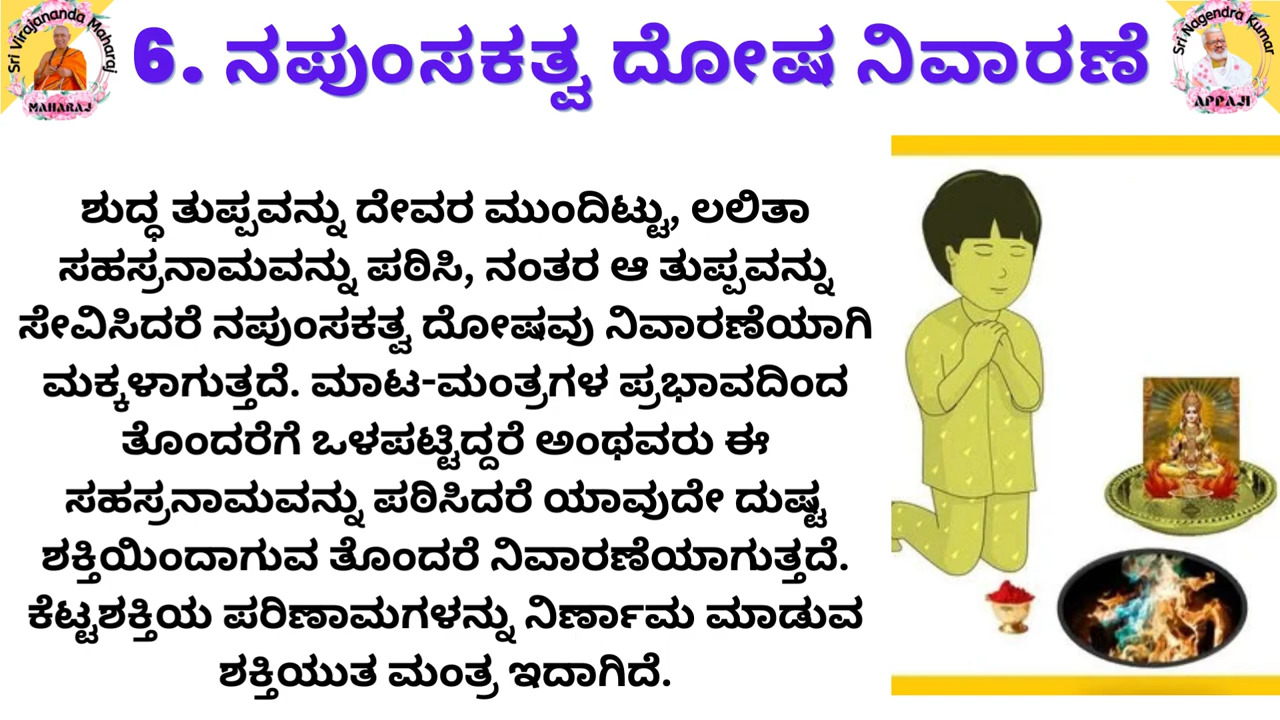 Sri Virajananda Maharaj
MAHARAJ
6. ನಪುಂಸಕತ್ವ ದೋಷ ನಿವಾರಣೆ
Sri Nagendra Kumar
APPAJI
ಶುದ್ಧ ತುಪ್ಪವನ್ನು ದೇವರ ಮುಂದಿಟ್ಟು, ಲಲಿತಾ
ಸಹಸ್ರನಾಮವನ್ನು ಪಠಿಸಿ, ನಂತರ ಆ ತುಪ್ಪವನ್ನು
ಸೇವಿಸಿದರೆ ನಪುಂಸಕತ್ವ ದೋಷವು ನಿವಾರಣೆಯಾಗಿ
ಮಕ್ಕಳಾಗುತ್ತದೆ. ಮಾಟ-ಮಂತ್ರಗಳ ಪ್ರಭಾವದಿಂದ
ತೊಂದರೆಗೆ ಒಳಪಟ್ಟಿದ್ದರೆ ಅಂಥವರು ಈ
ಸಹಸ್ರನಾಮವನ್ನು ಪಠಿಸಿದರೆ ಯಾವುದೇ ದುಷ್ಟ
ಶಕ್ತಿಯಿಂದಾಗುವ ತೊಂದರೆ ನಿವಾರಣೆಯಾಗುತ್ತದೆ.
ಕೆಟ್ಟಶಕ್ತಿಯ ಪರಿಣಾಮಗಳನ್ನು ನಿರ್ಣಾಮ ಮಾಡುವ
ಶಕ್ತಿಯುತ ಮಂತ್ರ ಇದಾಗಿದೆ.